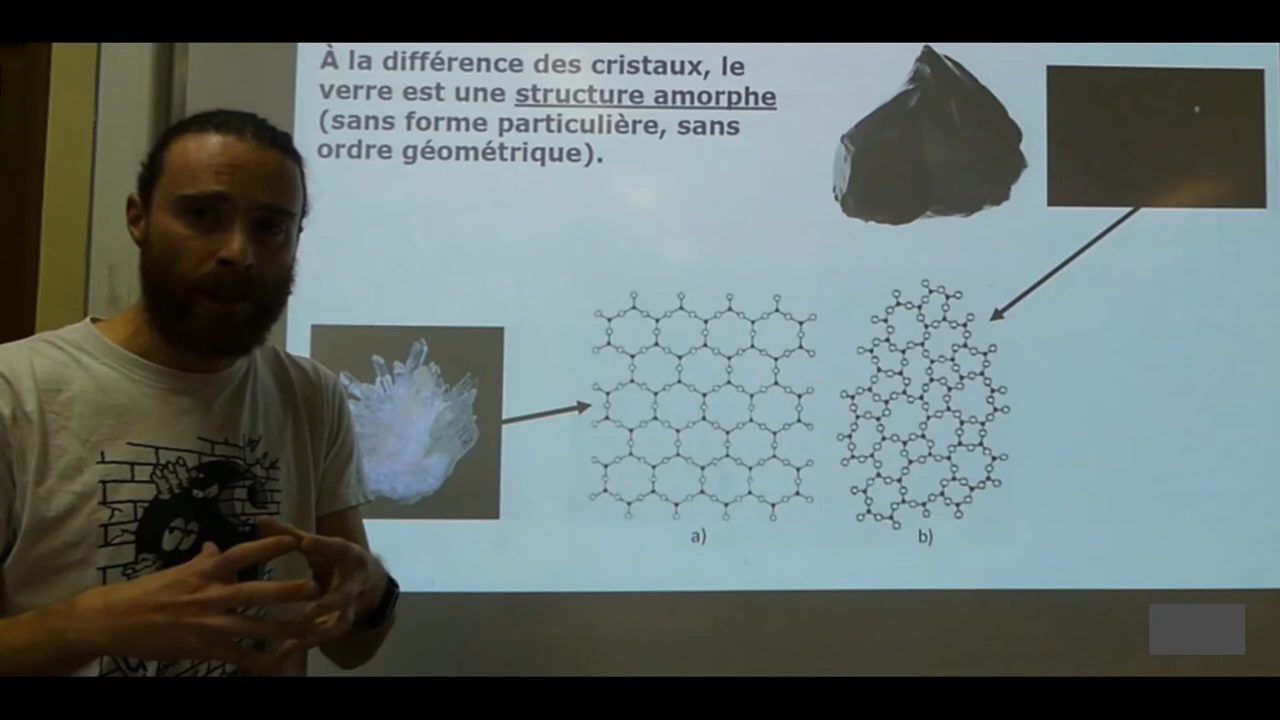 À la différence des cristaux, le
verre est une structure amorphe
(sans forme particulière, sans
ordre géométrique).
a)
b)